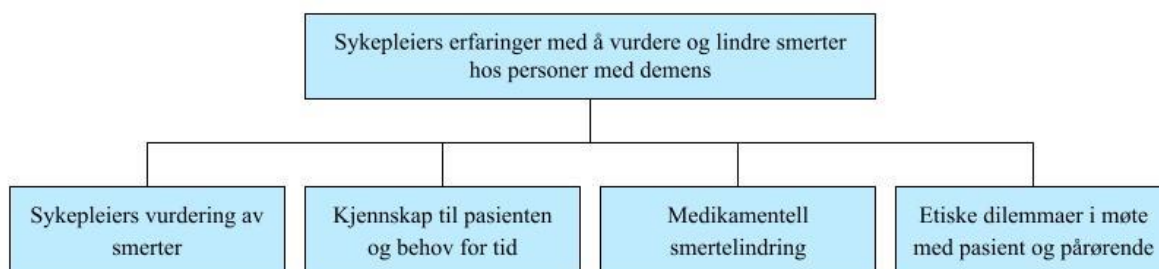 Sykepleiers erfaringer med å vurdere og lindre smerter
hos personer med demens
Sykepleiers vurdering av
smerter
Kjennskap til pasienten
og behov for tid
Medikamentell
smertelindring
Etiske dilemmaer i møte
med pasient og pårørende